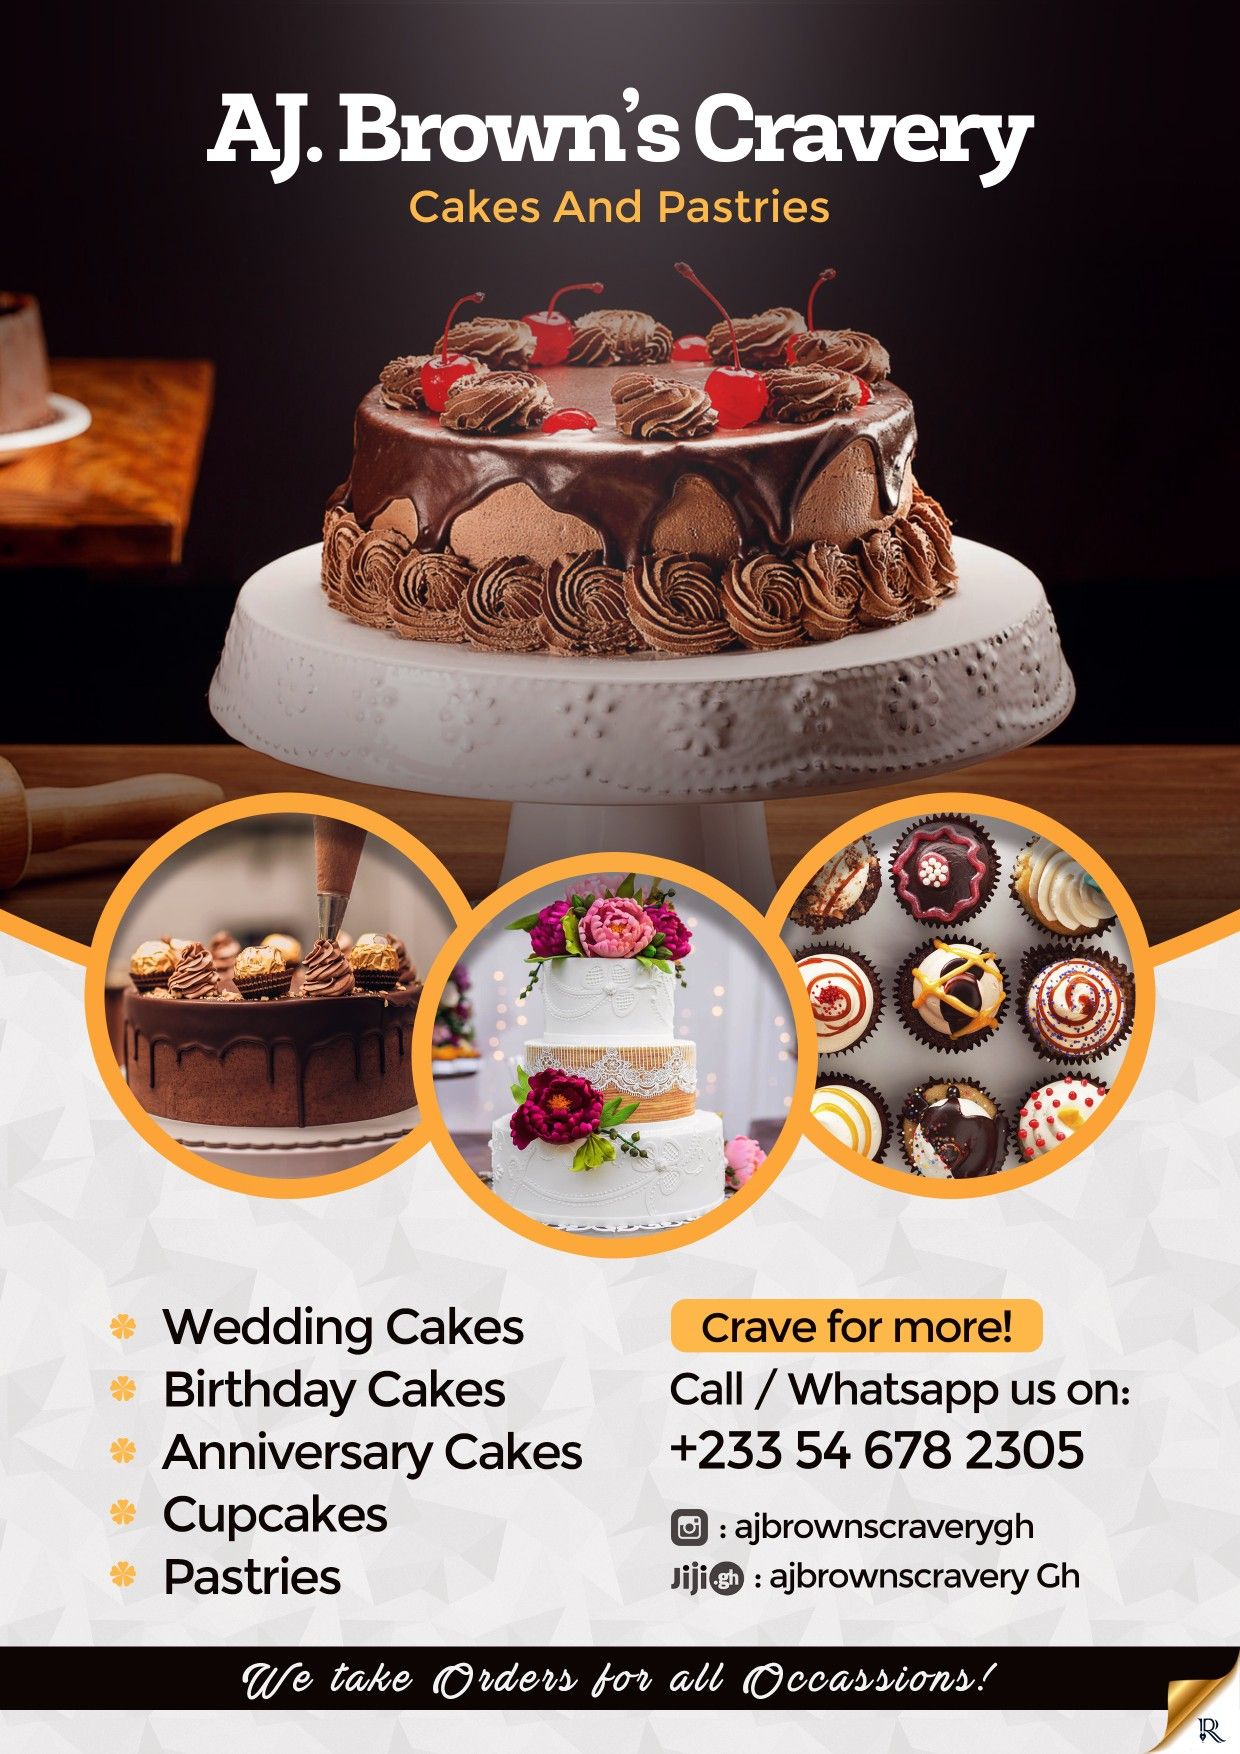 AJ. Brown's Cravery
Cakes And Pastries
Wedding Cakes
Birthday Cakes
Anniversary Cakes
Cupcakes
Pastries
Crave for more!
Call / Whatsapp us on:
+233 54 678 2305
: ajbrownscraverygh
Jiji.gh : ajbrownscravery Gh
We take Orders for all Occassions!
R